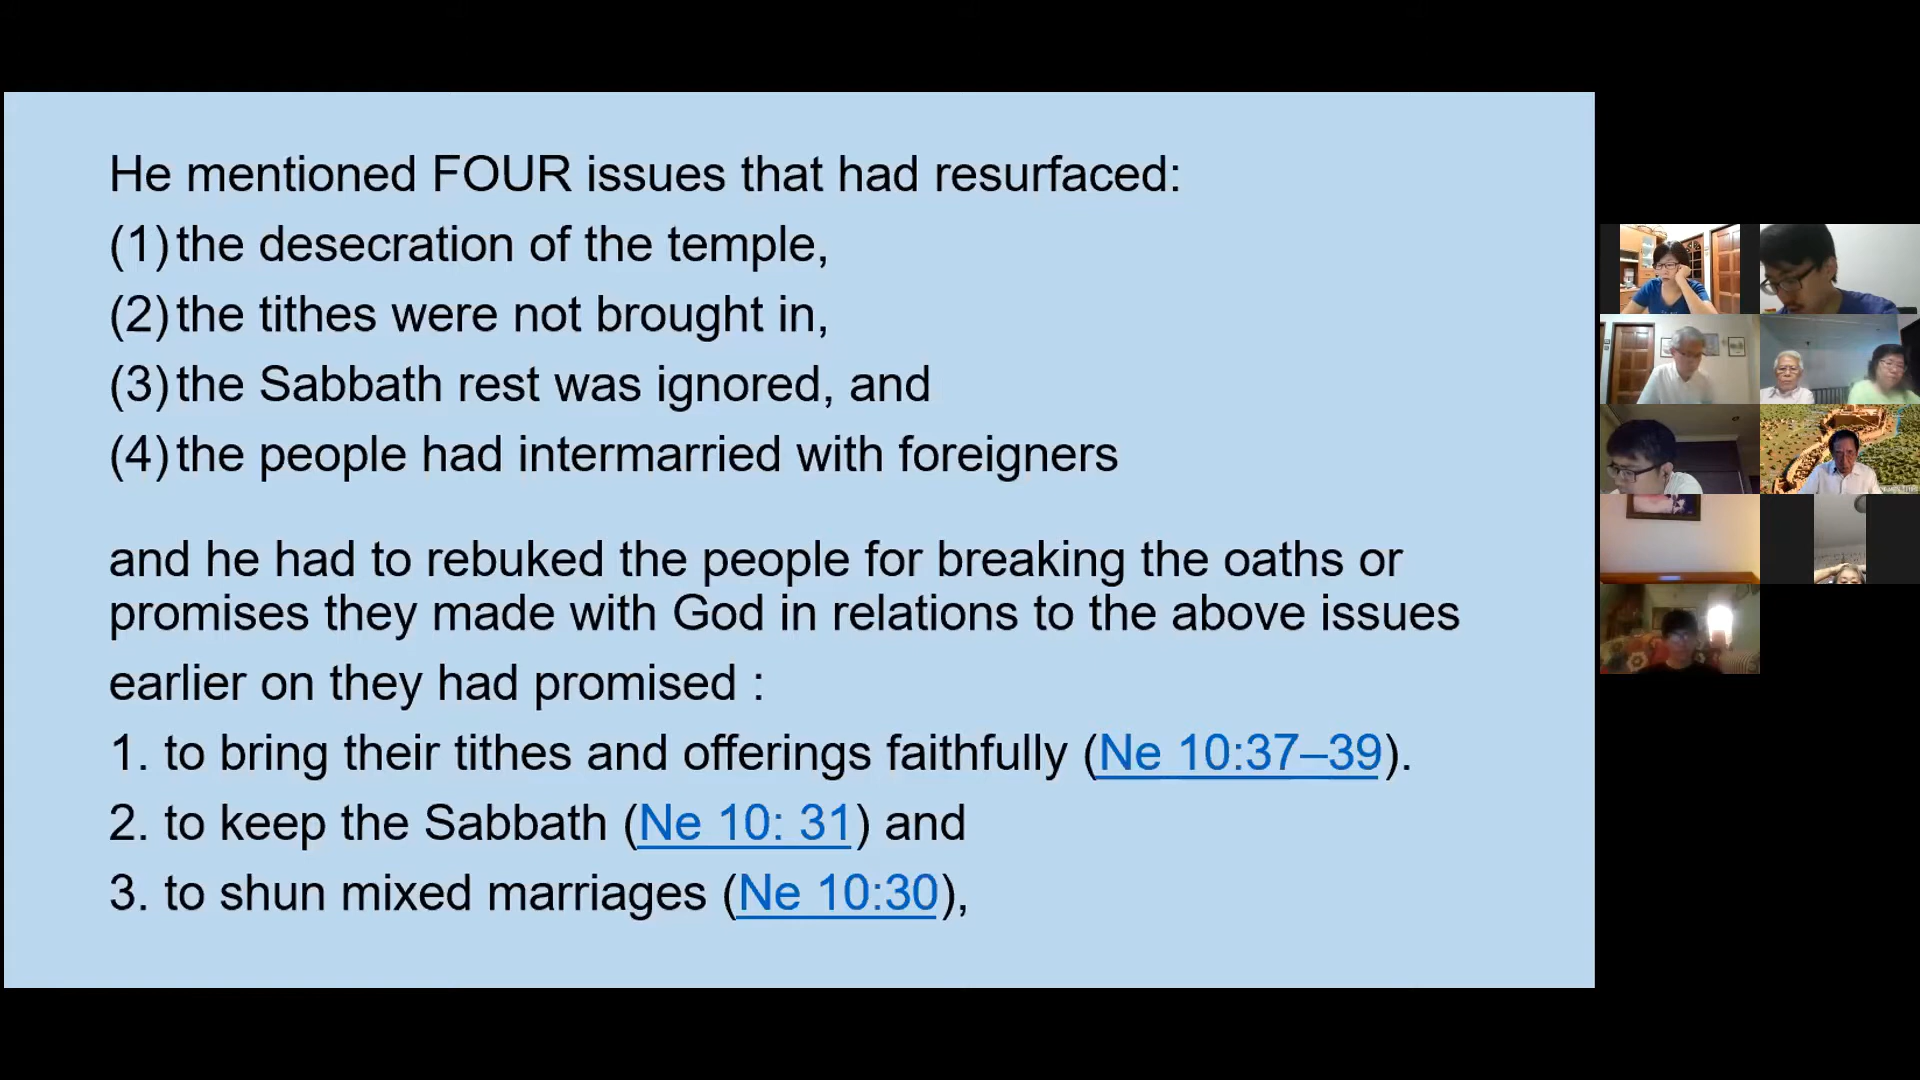 He mentioned FOUR issues that had resurfaced:
(1) the desecration of the temple,
(2) the tithes were not brought in,
(3) the Sabbath rest was ignored, and
(4) the people had intermarried with foreigners
and he had to rebuked the people for breaking the oaths or
promises they made with God in relations to the above issues
earlier on they had promised :
1. to bring their tithes and offerings faithfully (Ne 10:37–39).
2. to keep the Sabbath (Ne 10: 31) and
3. to shun mixed marriages (Ne 10:30),